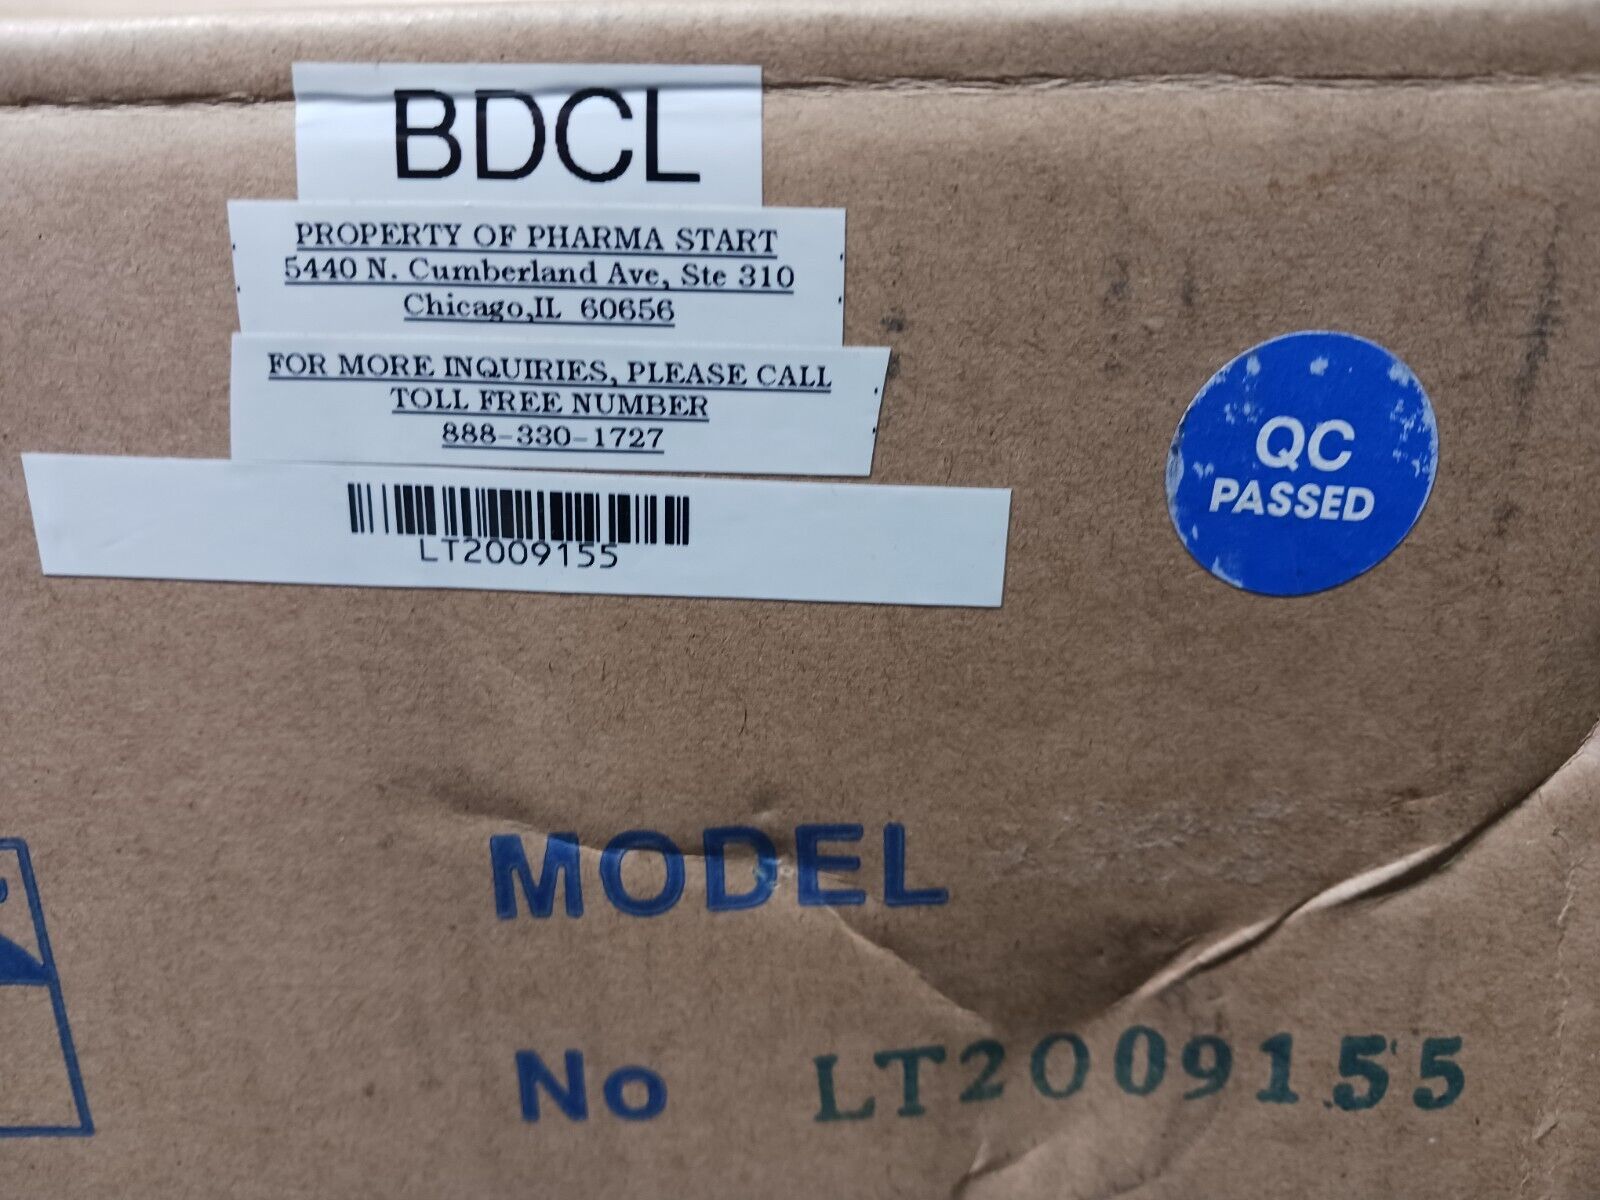 BDCL
PROPERTY OF PHARMA START
5440 N. Cumberland Ave, Ste 310
Chicago,IL 60656
FOR MORE INQUIRIES, PLEASE CALL
TOLL FREE NUMBER
888-330-1727
LT2009155
QC
PASSED
MODEL
No LT2009155